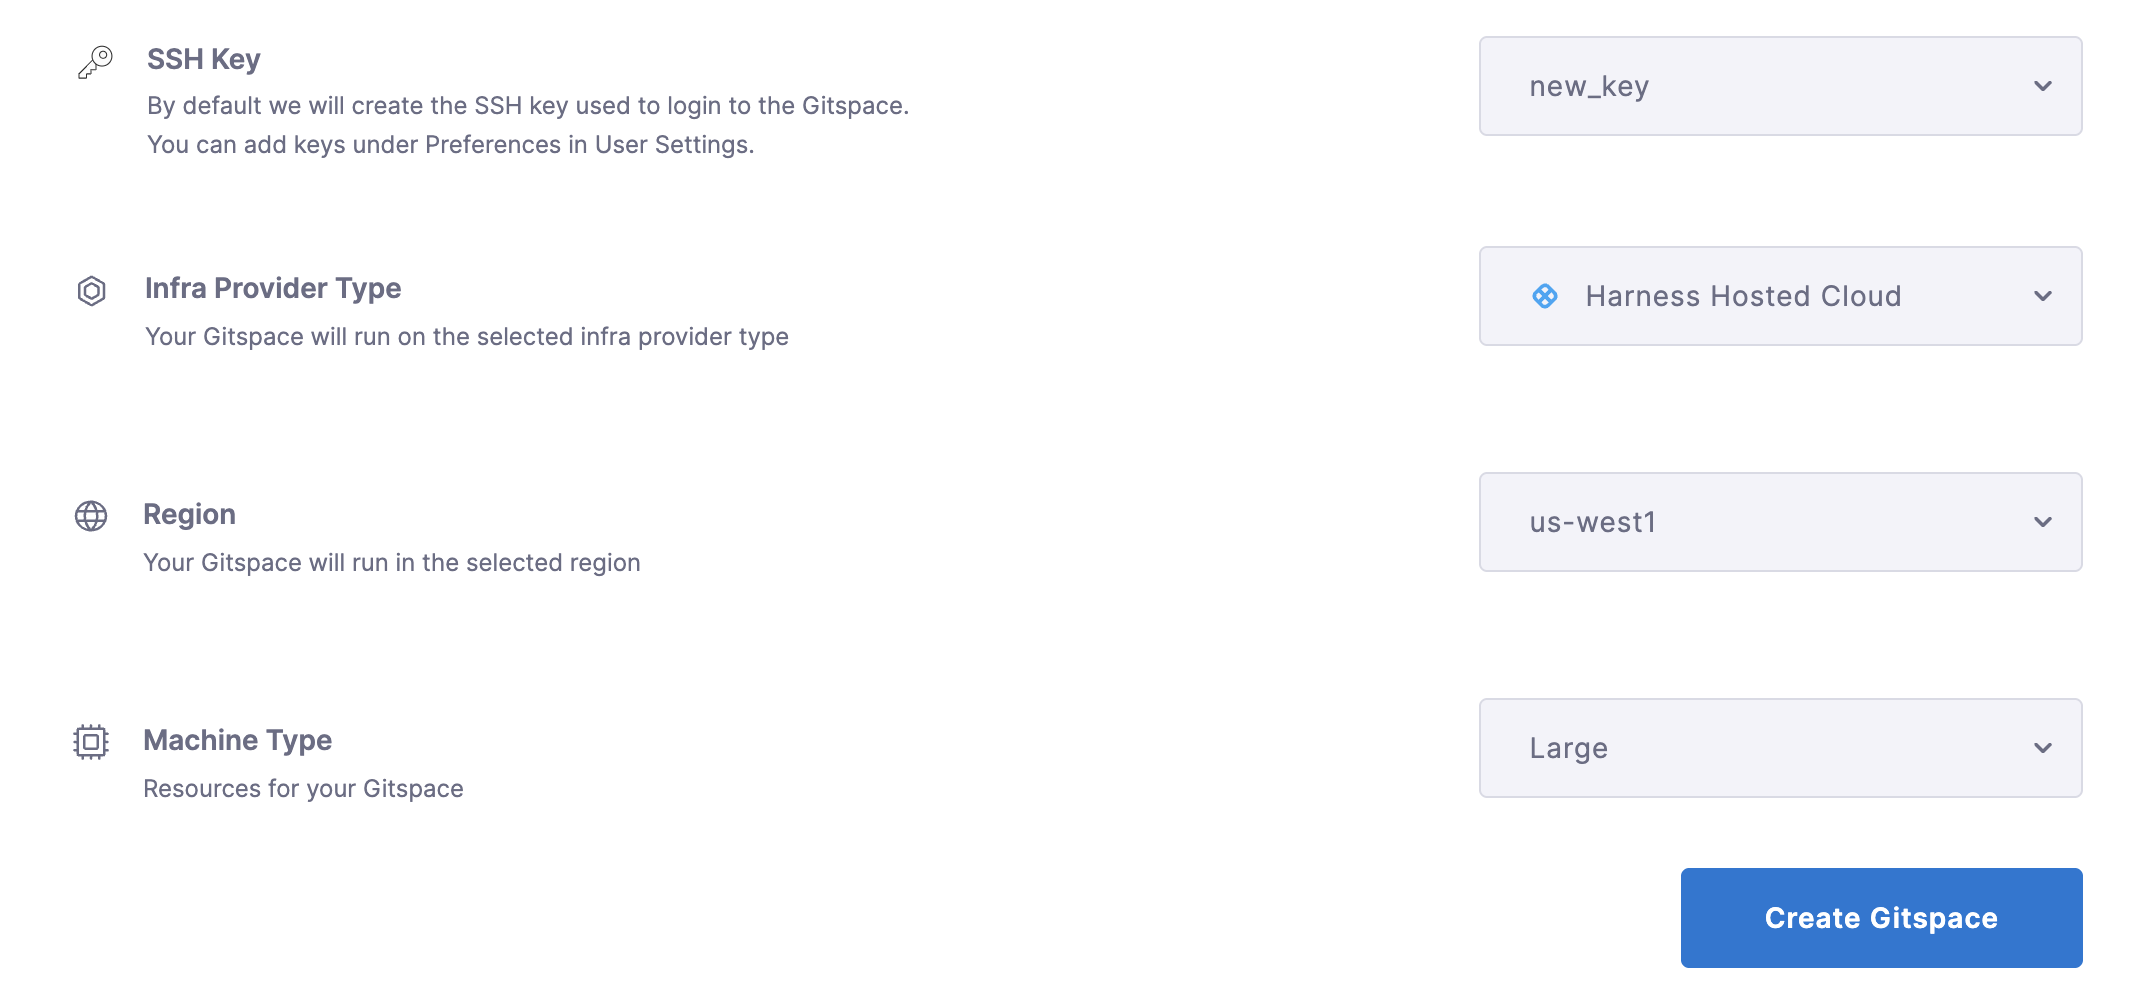 SSH Key
By default we will create the SSH key used to login to the Gitspace.
You can add keys under Preferences in User Settings.
new_key
Infra Provider Type
Your Gitspace will run on the selected infra provider type
Harness Hosted Cloud
Region
Your Gitspace will run in the selected region
us-west1
Machine Type
Resources for your Gitspace
Large
Create Gitspace